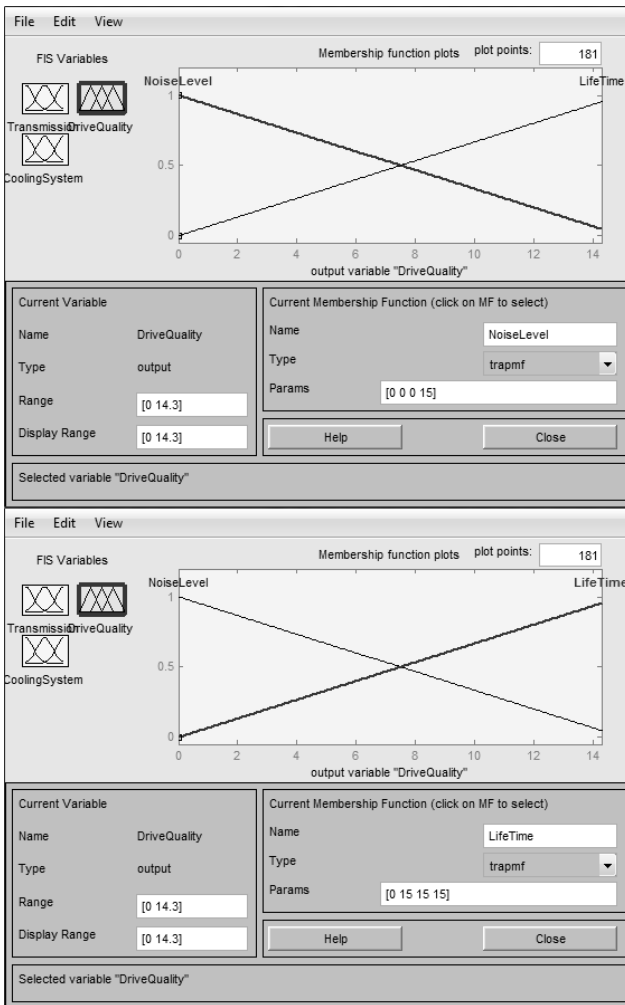 File Edit View
FIS Variables
Membership function plots plot points: 181
NoiseLevel LifeTime
Transmission DriveQuality
CoolingSystem
1
0.5
0
0 2 4 6 8 10 12 14
output variable "DriveQuality"
Current Variable
Name DriveQuality
Type output
Range [0 14.3]
Display Range [0 14.3]
Current Membership Function (click on MF to select)
Name NoiseLevel
Type trapmf
Params [0 0 0 15]
Help Close
Selected variable "DriveQuality"
File Edit View
FIS Variables
Membership function plots plot points: 181
NoiseLevel LifeTime
Transmission DriveQuality
CoolingSystem
1
0.5
0
0 2 4 6 8 10 12 14
output variable "DriveQuality"
Current Variable
Name DriveQuality
Type output
Range [0 14.3]
Display Range [0 14.3]
Current Membership Function (click on MF to select)
Name LifeTime
Type trapmf
Params [0 15 15 15]
Help Close
Selected variable "DriveQuality"